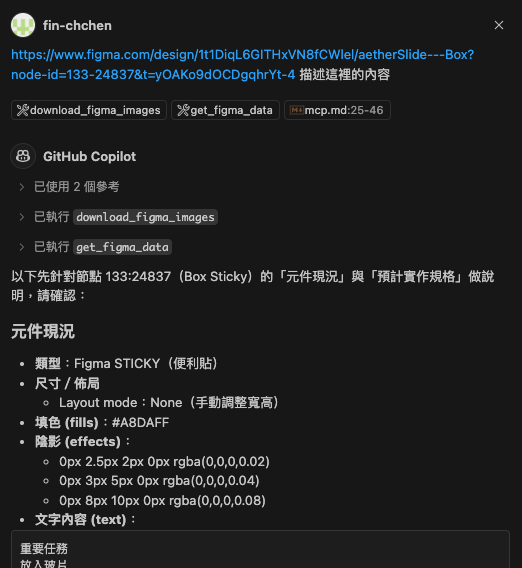 fin-chchen
https://www.figma.com/design/1t1DiqL6GITHxVN8fCWlel/aetherSlide---Box?
node-id=133-24837&t=yOAKo9dOCDgqhrYt-4 描述這裡的內容
download_figma_images get_figma_data mcp.md:25-46
GitHub Copilot
已使用 2 個參考
已執行 download_figma_images
已執行 get_figma_data
以下先針對節點 133:24837（Box Sticky）的「元件現況」與「預計實作規格」做說
明，請確認：
元件現況
• 類型：Figma STICKY（便利貼）
• 尺寸 / 佈局
Layout mode：None（手動調整寬高）
• 填色 (fills)：#A8DAFF
• 陰影 (effects)：
0px 2.5px 2px 0px rgba(0,0,0,0.02)
0px 3px 5px 0px rgba(0,0,0,0.04)
0px 8px 10px 0px rgba(0,0,0,0.08)
• 文字內容 (text)：
重要任務
放入玻片